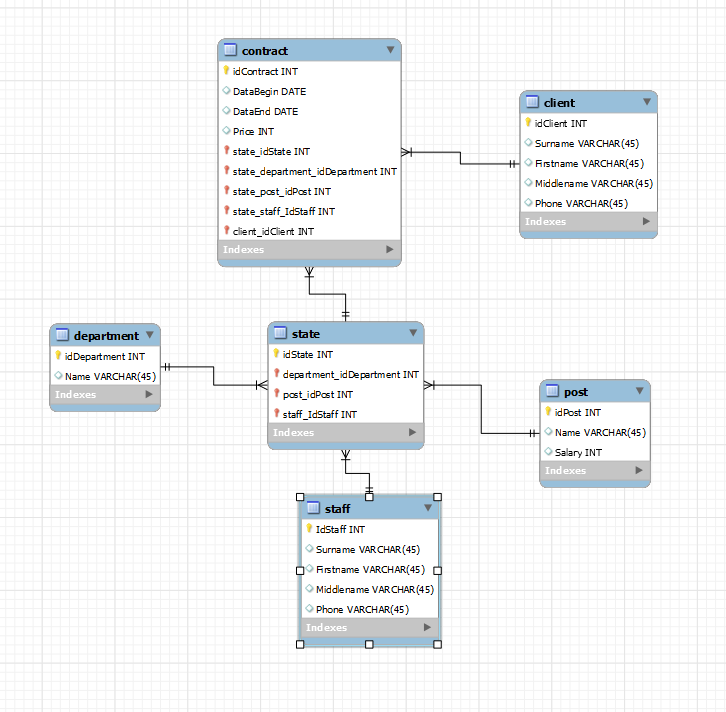 contract
idContract INT
DataBegin DATE
DataEnd DATE
Price INT
state_idState INT
state_department_idDepartment INT
state_post_idPost INT
state_staff_IdStaff INT
client_idClient INT
Indexes
client
idClient INT
Surname VARCHAR(45)
Firstname VARCHAR(45)
Middlename VARCHAR(45)
Phone VARCHAR(45)
Indexes
department
idDepartment INT
Name VARCHAR(45)
Indexes
state
idState INT
department_idDepartment INT
post_idPost INT
staff_IdStaff INT
Indexes
post
idPost INT
Name VARCHAR(45)
Salary INT
Indexes
staff
IdStaff INT
Surname VARCHAR(45)
Firstname VARCHAR(45)
Middlename VARCHAR(45)
Phone VARCHAR(45)
Indexes